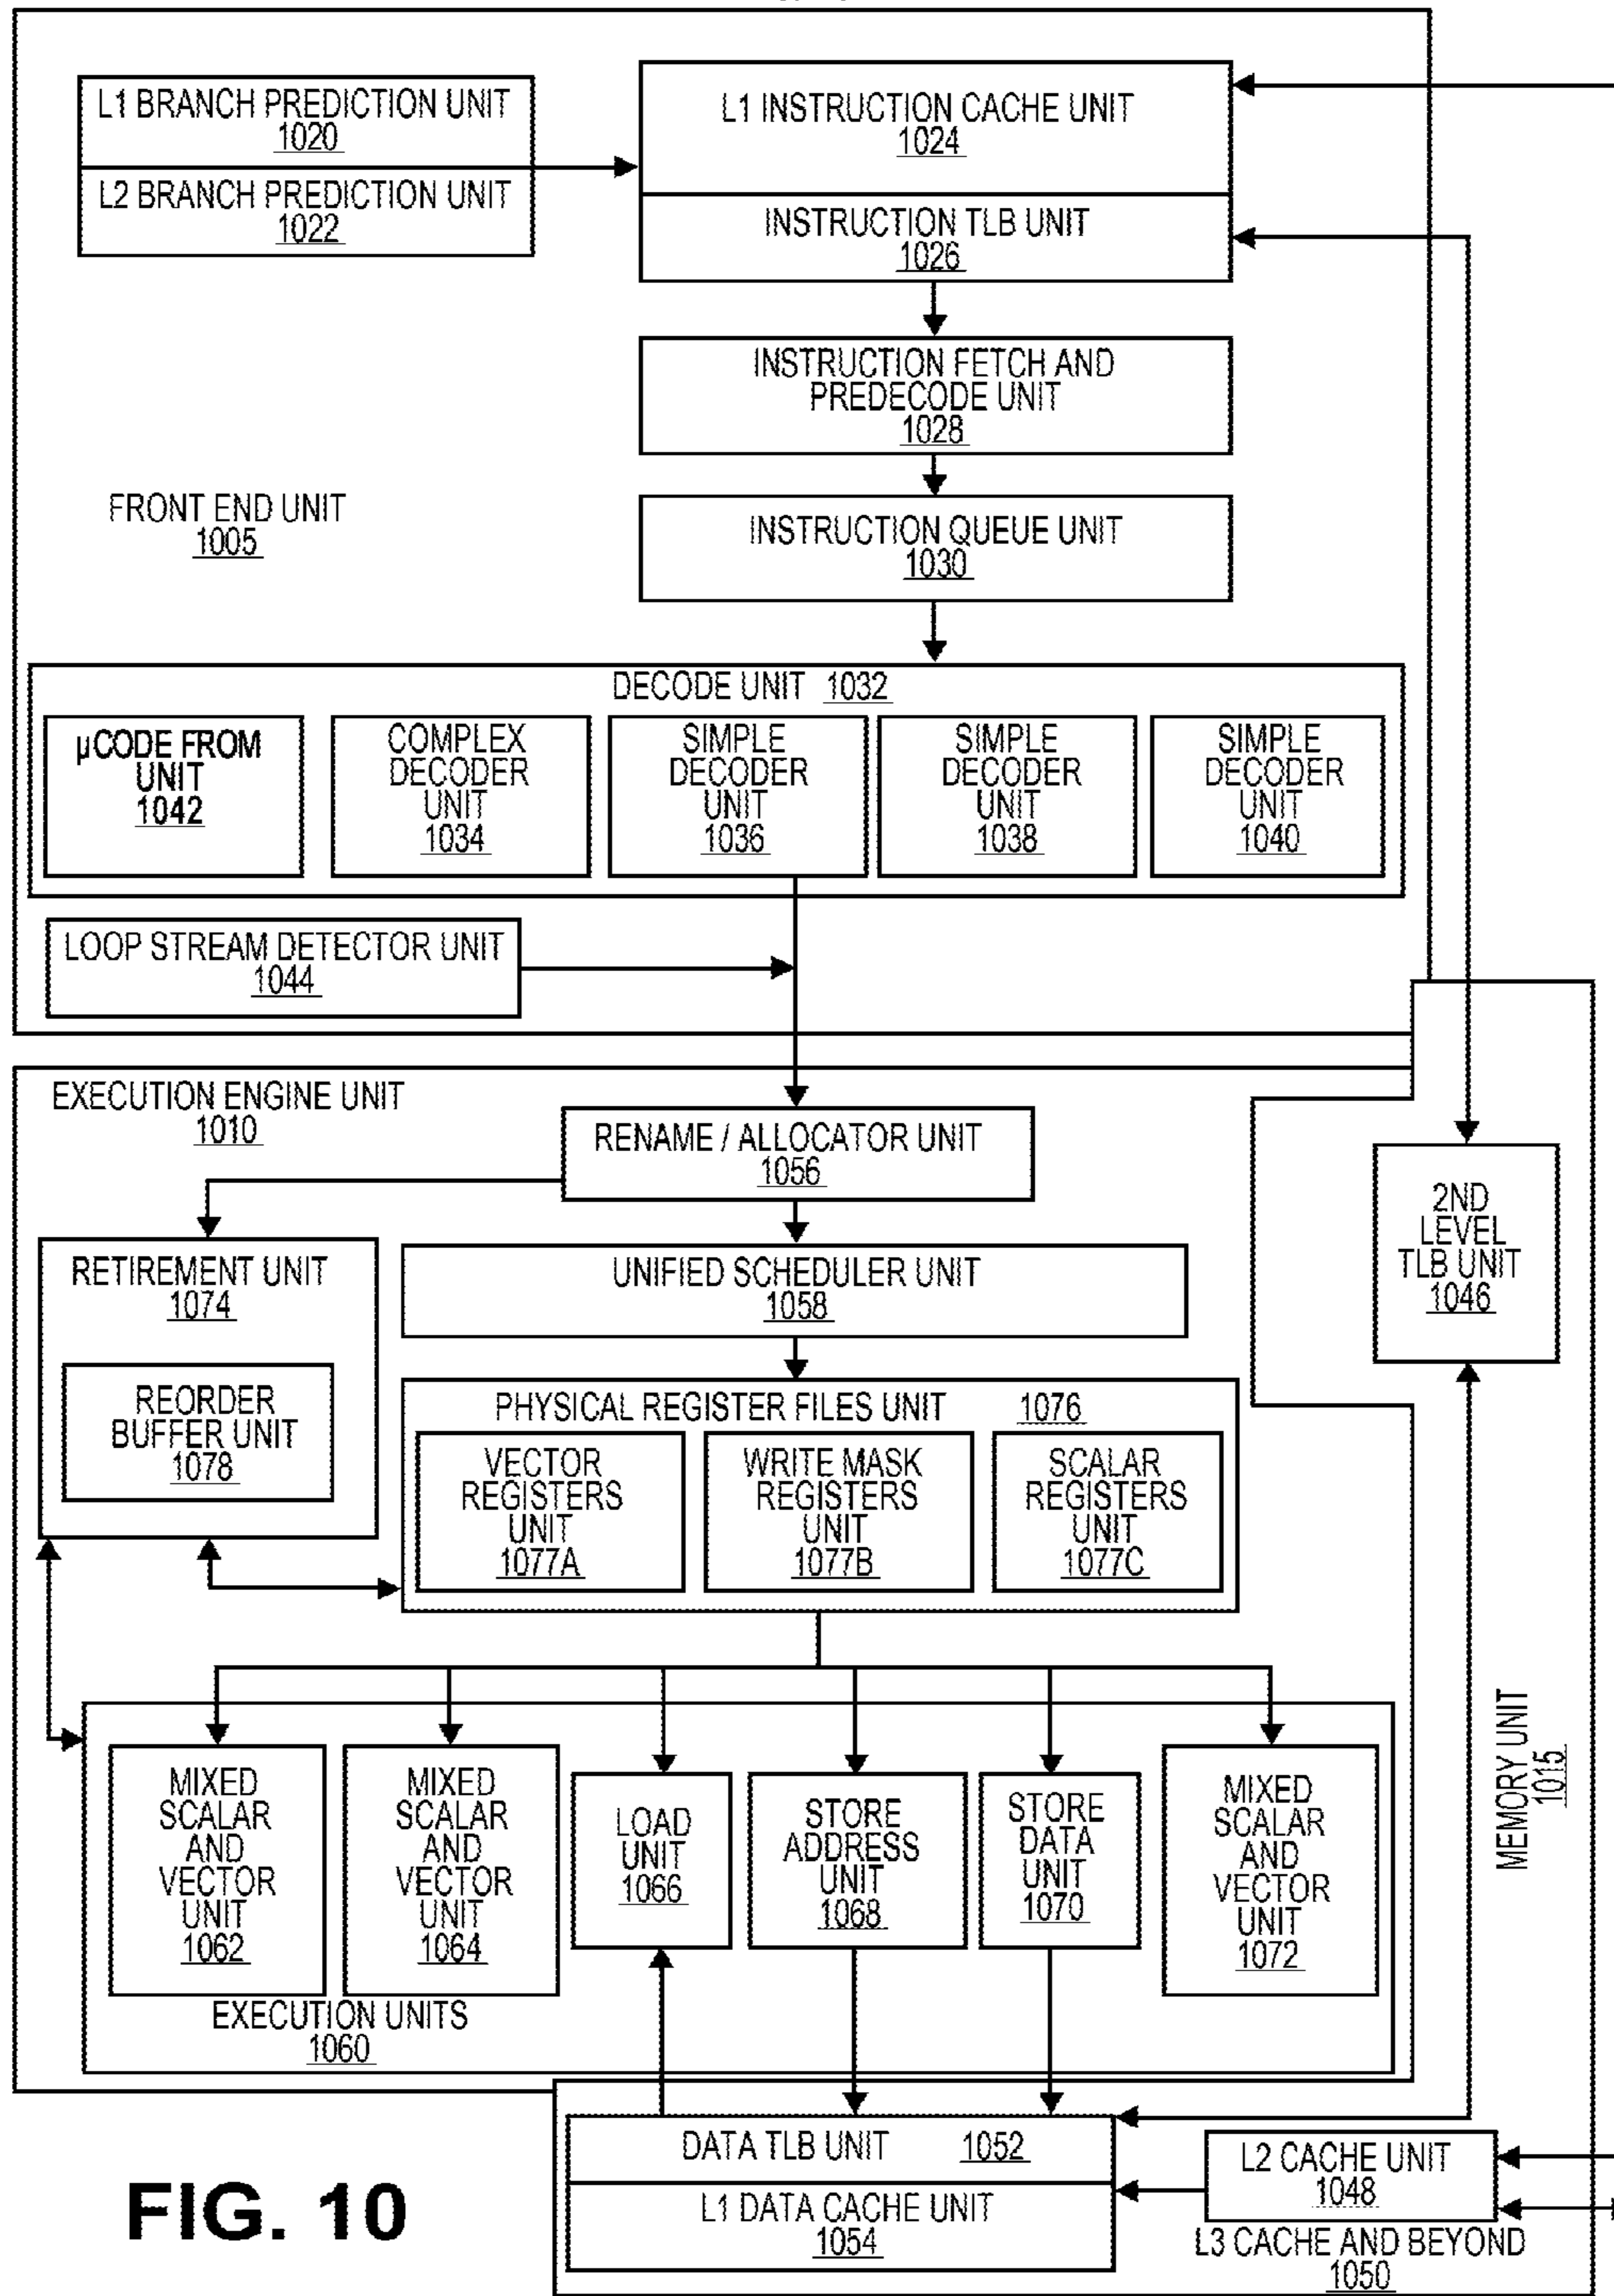 L1 BRANCH PREDICTION UNIT
1020
L2 BRANCH PREDICTION UNIT
1022
L1 INSTRUCTION CACHE UNIT
1024
INSTRUCTION TLB UNIT
1026
INSTRUCTION FETCH AND
PREDECODE UNIT
1028
FRONT END UNIT
1005
INSTRUCTION QUEUE UNIT
1030
DECODE UNIT 1032
µCODE FROM
UNIT
1042
COMPLEX
DECODER
UNIT
1034
SIMPLE
DECODER
UNIT
1036
SIMPLE
DECODER
UNIT
1038
SIMPLE
DECODER
UNIT
1040
LOOP STREAM DETECTOR UNIT
1044
EXECUTION ENGINE UNIT
1010
RENAME / ALLOCATOR UNIT
1056
2ND
LEVEL
TLB UNIT
1046
RETIREMENT UNIT
1074
UNIFIED SCHEDULER UNIT
1058
REORDER
BUFFER UNIT
1078
PHYSICAL REGISTER FILES UNIT 1076
VECTOR
REGISTERS
UNIT
1077A
WRITE MASK
REGISTERS
UNIT
1077B
SCALAR
REGISTERS
UNIT
1077C
MEMORY UNIT
1015
MIXED
SCALAR
AND
VECTOR
UNIT
1062
MIXED
SCALAR
AND
VECTOR
UNIT
1064
LOAD
UNIT
1066
STORE
ADDRESS
UNIT
1068
STORE
DATA
UNIT
1070
MIXED
SCALAR
AND
VECTOR
UNIT
1072
EXECUTION UNITS
1060
DATA TLB UNIT 1052
L1 DATA CACHE UNIT
1054
L2 CACHE UNIT
1048
L3 CACHE AND BEYOND
1050
FIG. 10